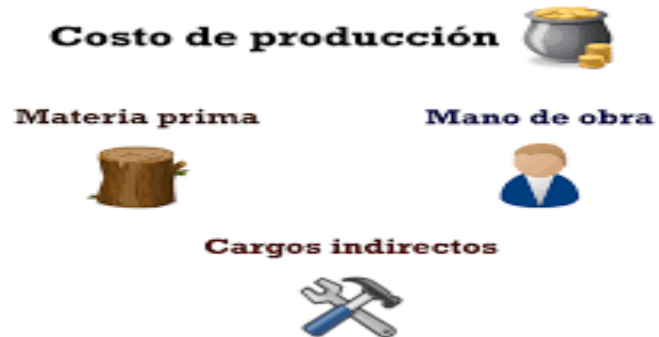 Costo de producción
Materia prima
Mano de obra
Cargos indirectos